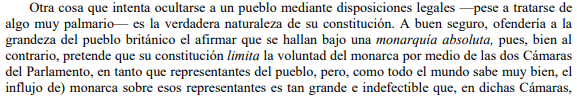 Otra cosa que intenta ocultarse a un pueblo mediante disposiciones legales —pese a tratarse de
algo muy palmario— es la verdadera naturaleza de su constitución. A buen seguro, ofendería a la
grandeza del pueblo británico el afirmar que se hallan bajo una monarquía absoluta, pues, bien al
contrario, pretende que su constitución limita la voluntad del monarca por medio de las dos Cámaras
del Parlamento, en tanto que representantes del pueblo, pero, como todo el mundo sabe muy bien, el
influjo de) monarca sobre esos representantes es tan grande e indefectible que, en dichas Cámaras,